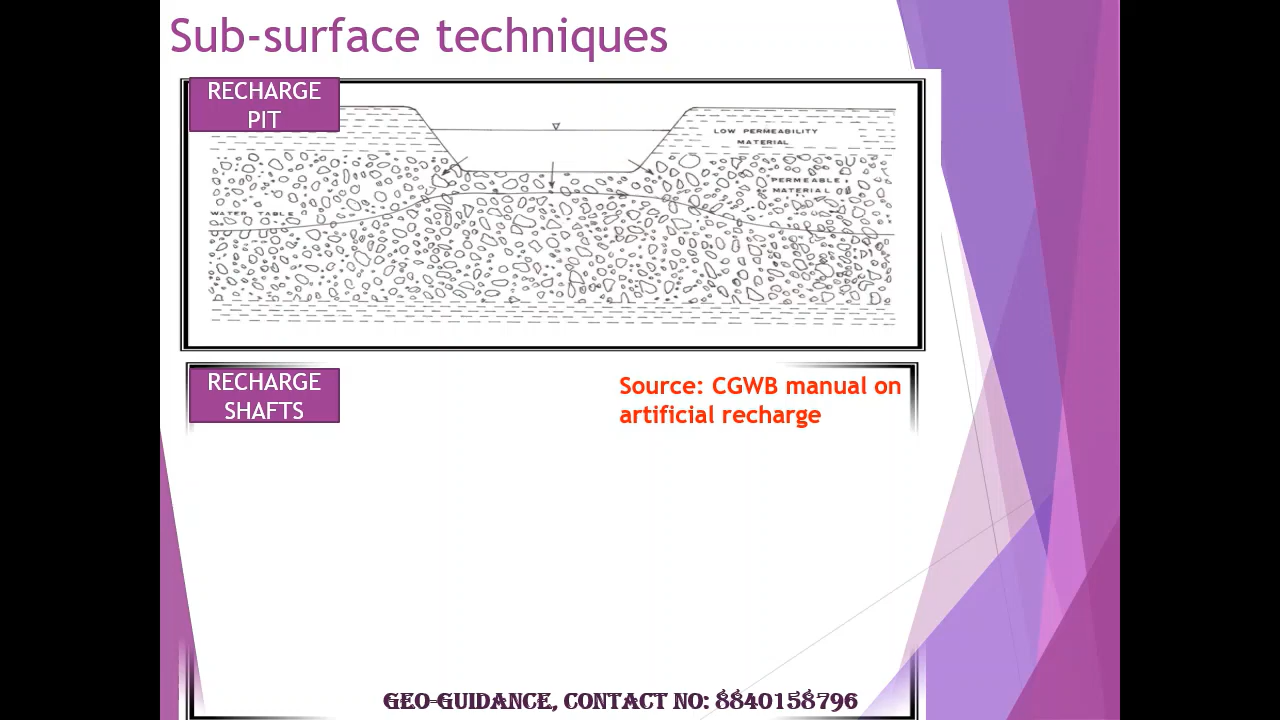 Sub-surface techniques
RECHARGE
PIT
LOW PERMEABILITY
MATERIAL
PERMEABLE
MATERIAL
WATER TABLE
RECHARGE
SHAFTS
Source: CGWB manual on
artificial recharge
GEO-GUIDANCE, CONTACT NO: 8840158796